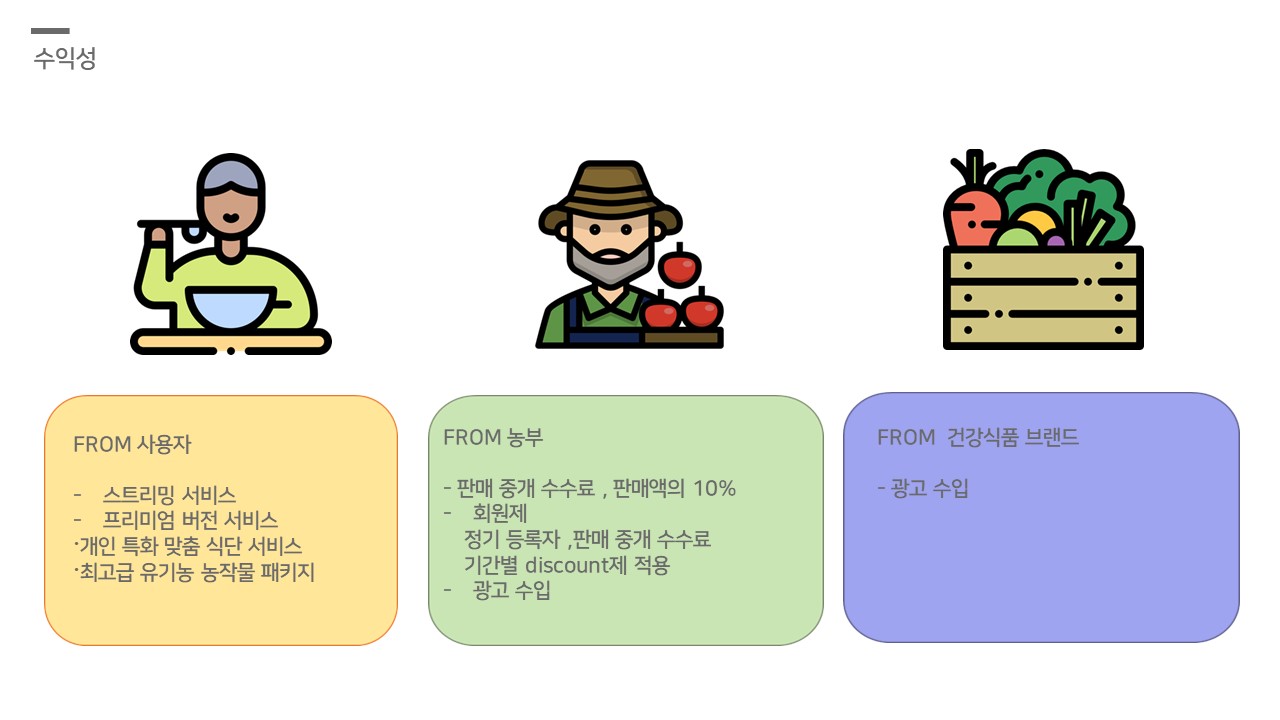 수익성
FROM 사용자
- 스트리밍 서비스
- 프리미엄 버전 서비스
·개인 특화 맞춤 식단 서비스
·최고급 유기농 농작물 패키지
FROM 농부
- 판매 중개 수수료 , 판매액의 10%
- 회원제
정기 등록자 ,판매 중개 수수료
기간별 discount제 적용
- 광고 수입
FROM 건강식품 브랜드
- 광고 수입